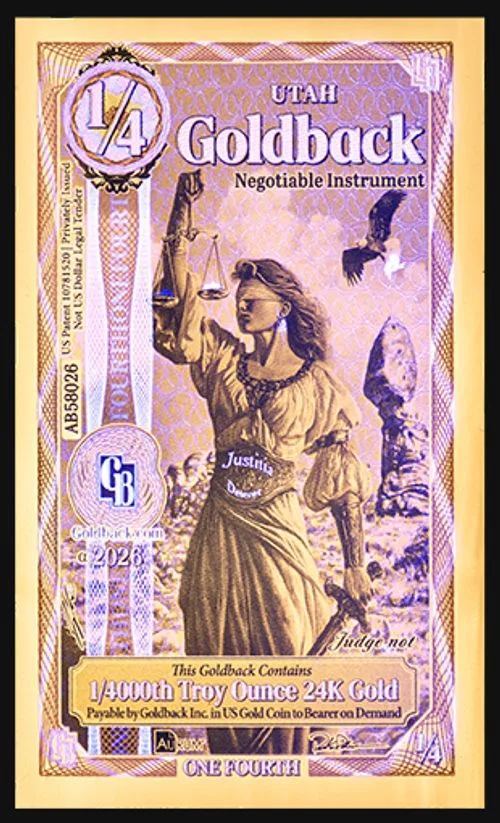 1/4
UTAH
Goldback
Negotiable Instrument
US Patent 10781520 | Privately Issued
Not US Dollar Legal Tender
FOURTHONEFOURT
AB58026
Justitia
GB
Goldback.com
© 2026
Judge not
This Goldback Contains
1/4000th Troy Ounce 24K Gold
Payable by Goldback Inc. in US Gold Coin to Bearer on Demand
AuRUM
ONE FOURTH
1/4